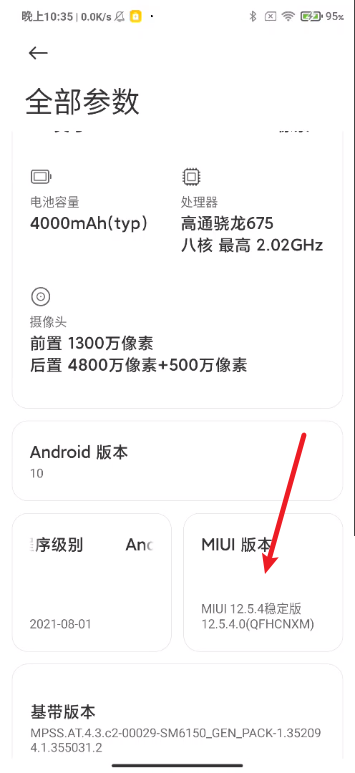 晚上10:35 | 0.0K/s
95%
全部参数
电池容量
4000mAh(typ)
处理器
高通骁龙675
八核 最高 2.02GHz
摄像头
前置 1300万像素
后置 4800万像素+500万像素
Android 版本
10
序级别
And
2021-08-01
MIUI 版本
MIUI 12.5.4稳定版
12.5.4.0(QFHCNXM)
基带版本
MPSS.AT.4.3.c2-00029-SM6150_GEN_PACK-1.35209
4.1.355031.2